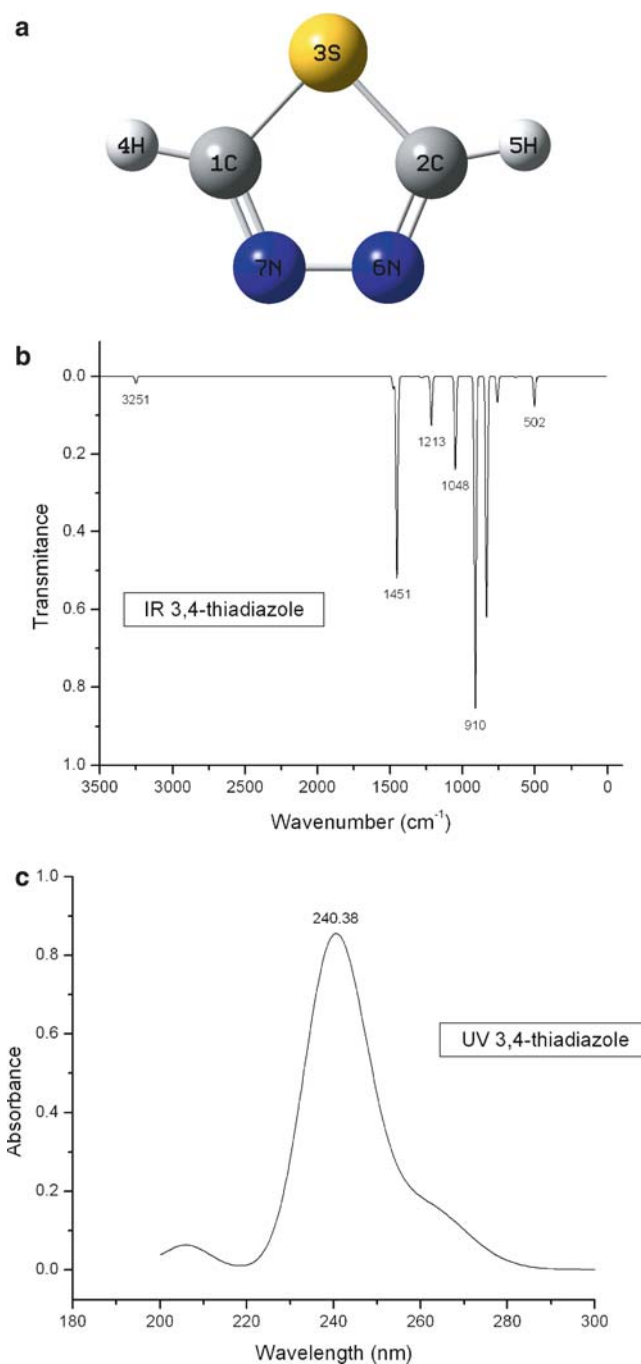 a
3S
4H
1C
2C
5H
7N
6N
b
0.0
3251
502
1213
0.2
1048
0.4
Transmitance
1451
IR 3,4-thiadiazole
0.6
0.8
910
1.0
3500 3000 2500 2000 1500 1000 500 0
Wavenumber (cm⁻¹)
c
1.0
240.38
0.8
UV 3,4-thiadiazole
0.6
Absorbance
0.4
0.2
0.0
180 200 220 240 260 280 300
Wavelength (nm)